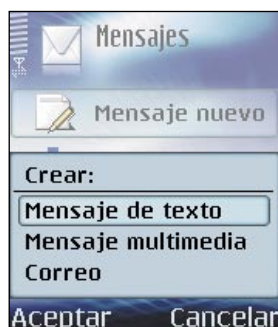 Mensajes
Mensaje nuevo
Crear:
Mensaje de texto
Mensaje multimedia
Correo
Aceptar Cancelar